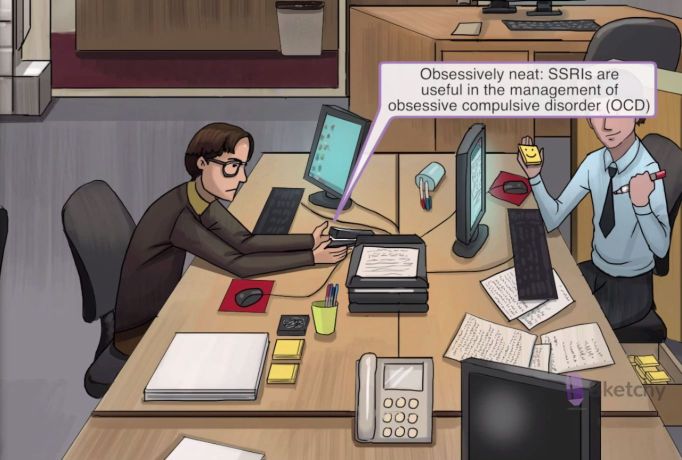 Obsessively neat: SSRIs are
useful in the management of
obsessive compulsive disorder (OCD)
sketchy